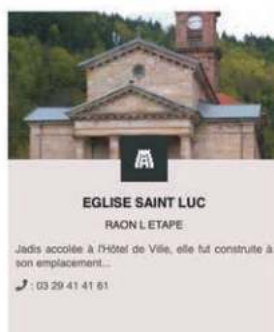 EGLISE SAINT LUC
RAON L ETAPE
Jadis accolée à l'Hôtel de Ville, elle fut construite à
son emplacement...
: 03 29 41 41 61